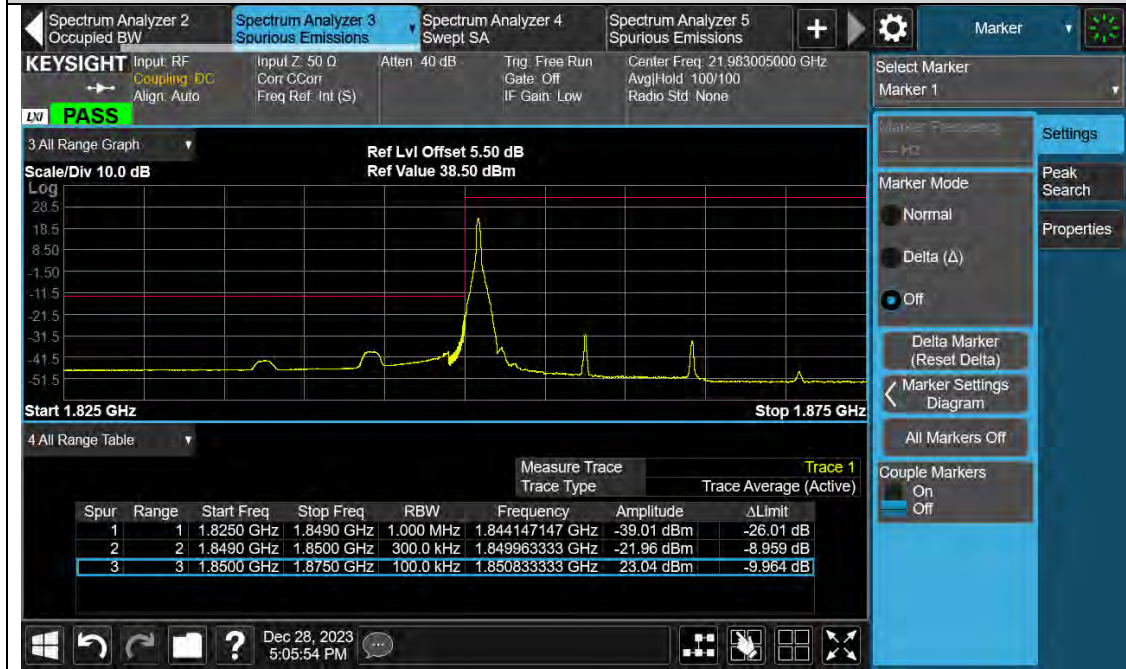 Spectrum Analyzer 2
Occupied BW
Spectrum Analyzer 3
Spurious Emissions
Spectrum Analyzer 4
Swept SA
Spectrum Analyzer 5
Spurious Emissions
+
Marker
KEYSIGHT
Input: RF
Coupling: DC
Align: Auto
Input Z: 50 Ω
Corr CCorr
Freq Ref: Int (S)
Atten: 40 dB
Trig: Free Run
Gate: Off
IF Gain: Low
Center Freq: 21.983005000 GHz
Avg|Hold: 100/100
Radio Std: None
LXI
PASS
Select Marker
Marker 1
Marker Frequency
--- Hz
Settings
Peak Search
Properties
Marker Mode
Normal
Delta (Δ)
Off
Delta Marker
(Reset Delta)
Marker Settings
Diagram
All Markers Off
Couple Markers
On
Off
3 All Range Graph
Scale/Div 10.0 dB
Ref Lvl Offset 5.50 dB
Ref Value 38.50 dBm
Log
28.5
18.5
8.50
-1.50
-11.5
-21.5
-31.5
-41.5
-51.5
Start 1.825 GHz
Stop 1.875 GHz
4 All Range Table
Measure Trace Trace 1
Trace Type Trace Average (Active)
Spur Range Start Freq Stop Freq RBW Frequency Amplitude ΔLimit
1 1 1.8250 GHz 1.8490 GHz 1.000 MHz 1.844147147 GHz -39.01 dBm -26.01 dB
2 2 1.8490 GHz 1.8500 GHz 300.0 kHz 1.849963333 GHz -21.96 dBm -8.959 dB
3 3 1.8500 GHz 1.8750 GHz 100.0 kHz 1.850833333 GHz 23.04 dBm -9.964 dB
?
Dec 28, 2023
5:05:54 PM